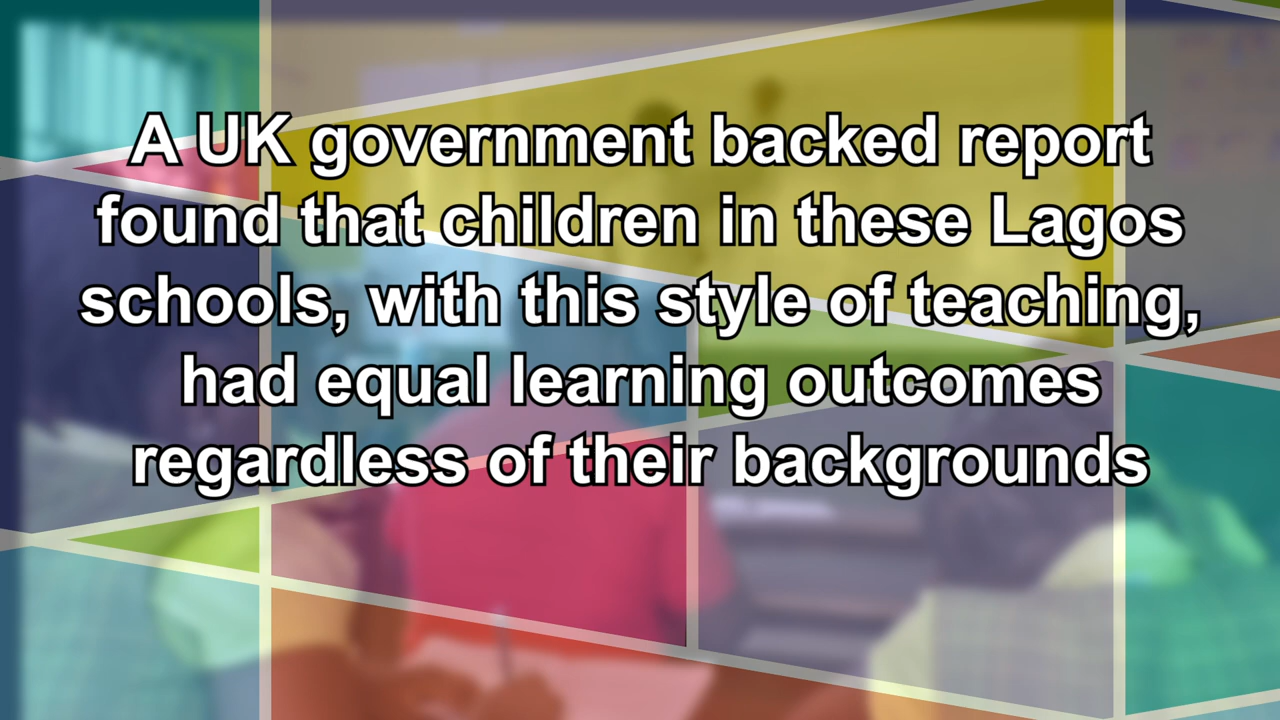 A UK government backed report
found that children in these Lagos
schools, with this style of teaching,
had equal learning outcomes
regardless of their backgrounds